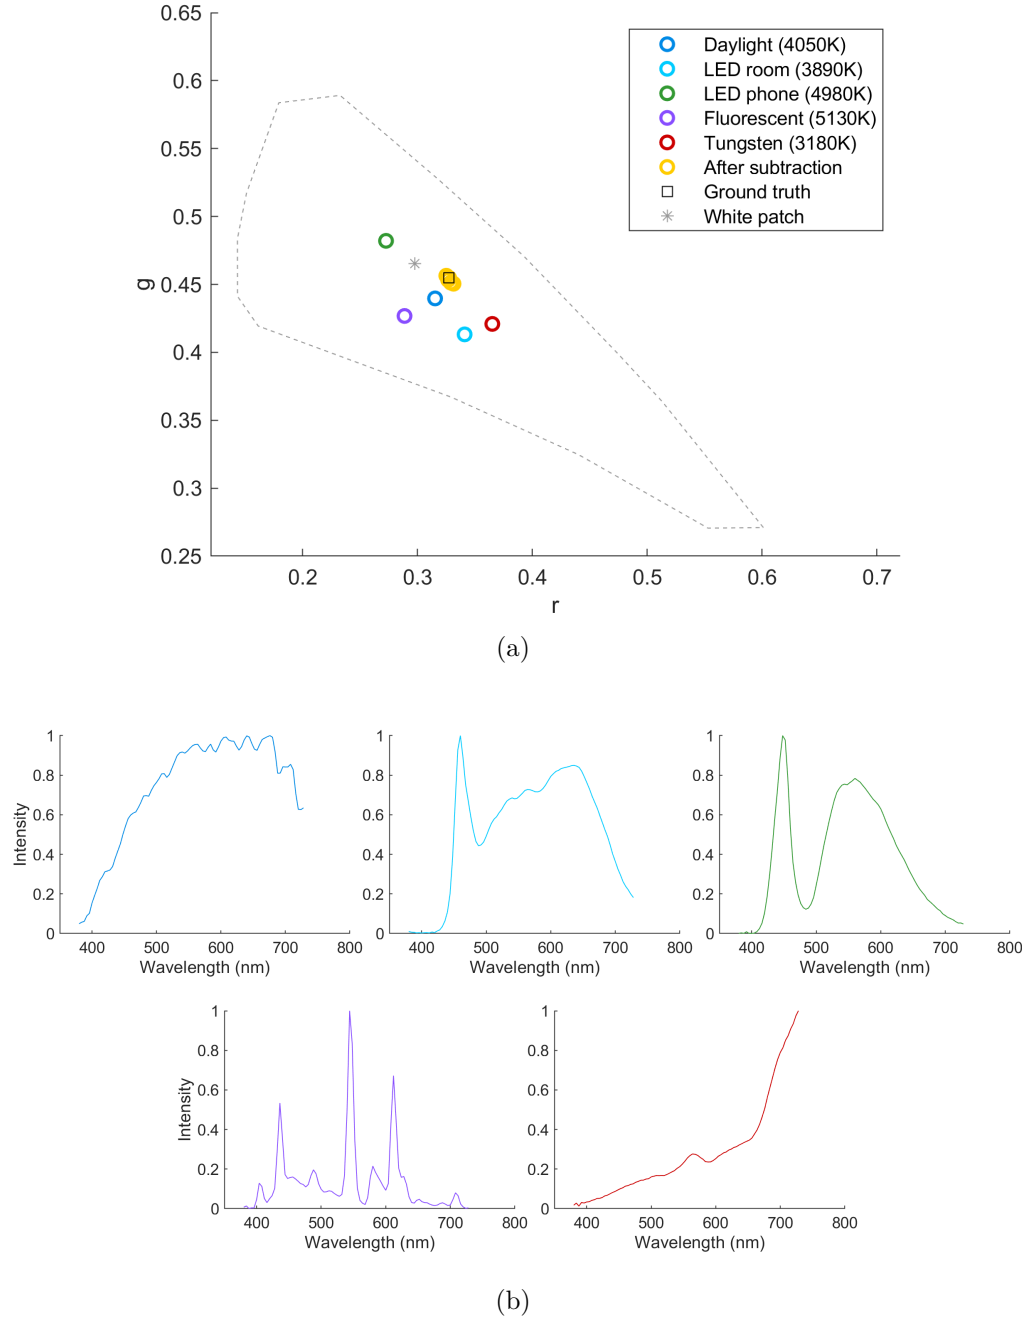 0.65
0.6
0.55
0.5
0.45
0.4
0.35
0.3
0.25
g
0.2 0.3 0.4 0.5 0.6 0.7
r
Daylight (4050K)
LED room (3890K)
LED phone (4980K)
Fluorescent (5130K)
Tungsten (3180K)
After subtraction
Ground truth
White patch
(a)
1
0.8
0.6
0.4
0.2
0
Intensity
400 500 600 700 800
Wavelength (nm)
1
0.8
0.6
0.4
0.2
0
400 500 600 700 800
Wavelength (nm)
1
0.8
0.6
0.4
0.2
0
400 500 600 700 800
Wavelength (nm)
1
0.8
0.6
0.4
0.2
0
Intensity
400 500 600 700 800
Wavelength (nm)
1
0.8
0.6
0.4
0.2
0
400 500 600 700 800
Wavelength (nm)
(b)